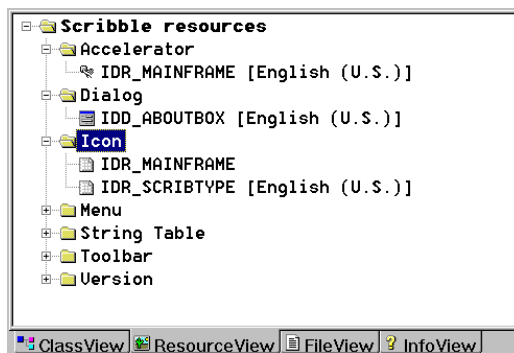 Scribble resources
Accelerator
IDR_MAINFRAME [English (U.S.)]
Dialog
IDD_ABOUTBOX [English (U.S.)]
Icon
IDR_MAINFRAME
IDR_SCRIBTYPE [English (U.S.)]
Menu
String Table
Toolbar
Version
ClassView ResourceView FileView InfoView